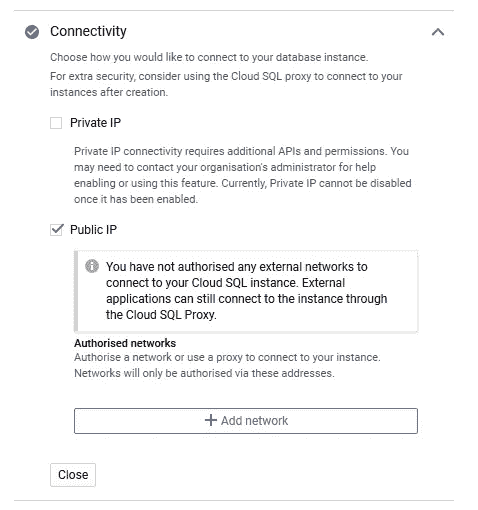 Connectivity
Choose how you would like to connect to your database instance.
For extra security, consider using the Cloud SQL proxy to connect to your
instances after creation.
Private IP
Private IP connectivity requires additional APIs and permissions. You
may need to contact your organisation's administrator for help
enabling or using this feature. Currently, Private IP cannot be disabled
once it has been enabled.
Public IP
You have not authorised any external networks to
connect to your Cloud SQL instance. External
applications can still connect to the instance through
the Cloud SQL Proxy.
Authorised networks
Authorise a network or use a proxy to connect to your instance.
Networks will only be authorised via these addresses.
Add network
Close